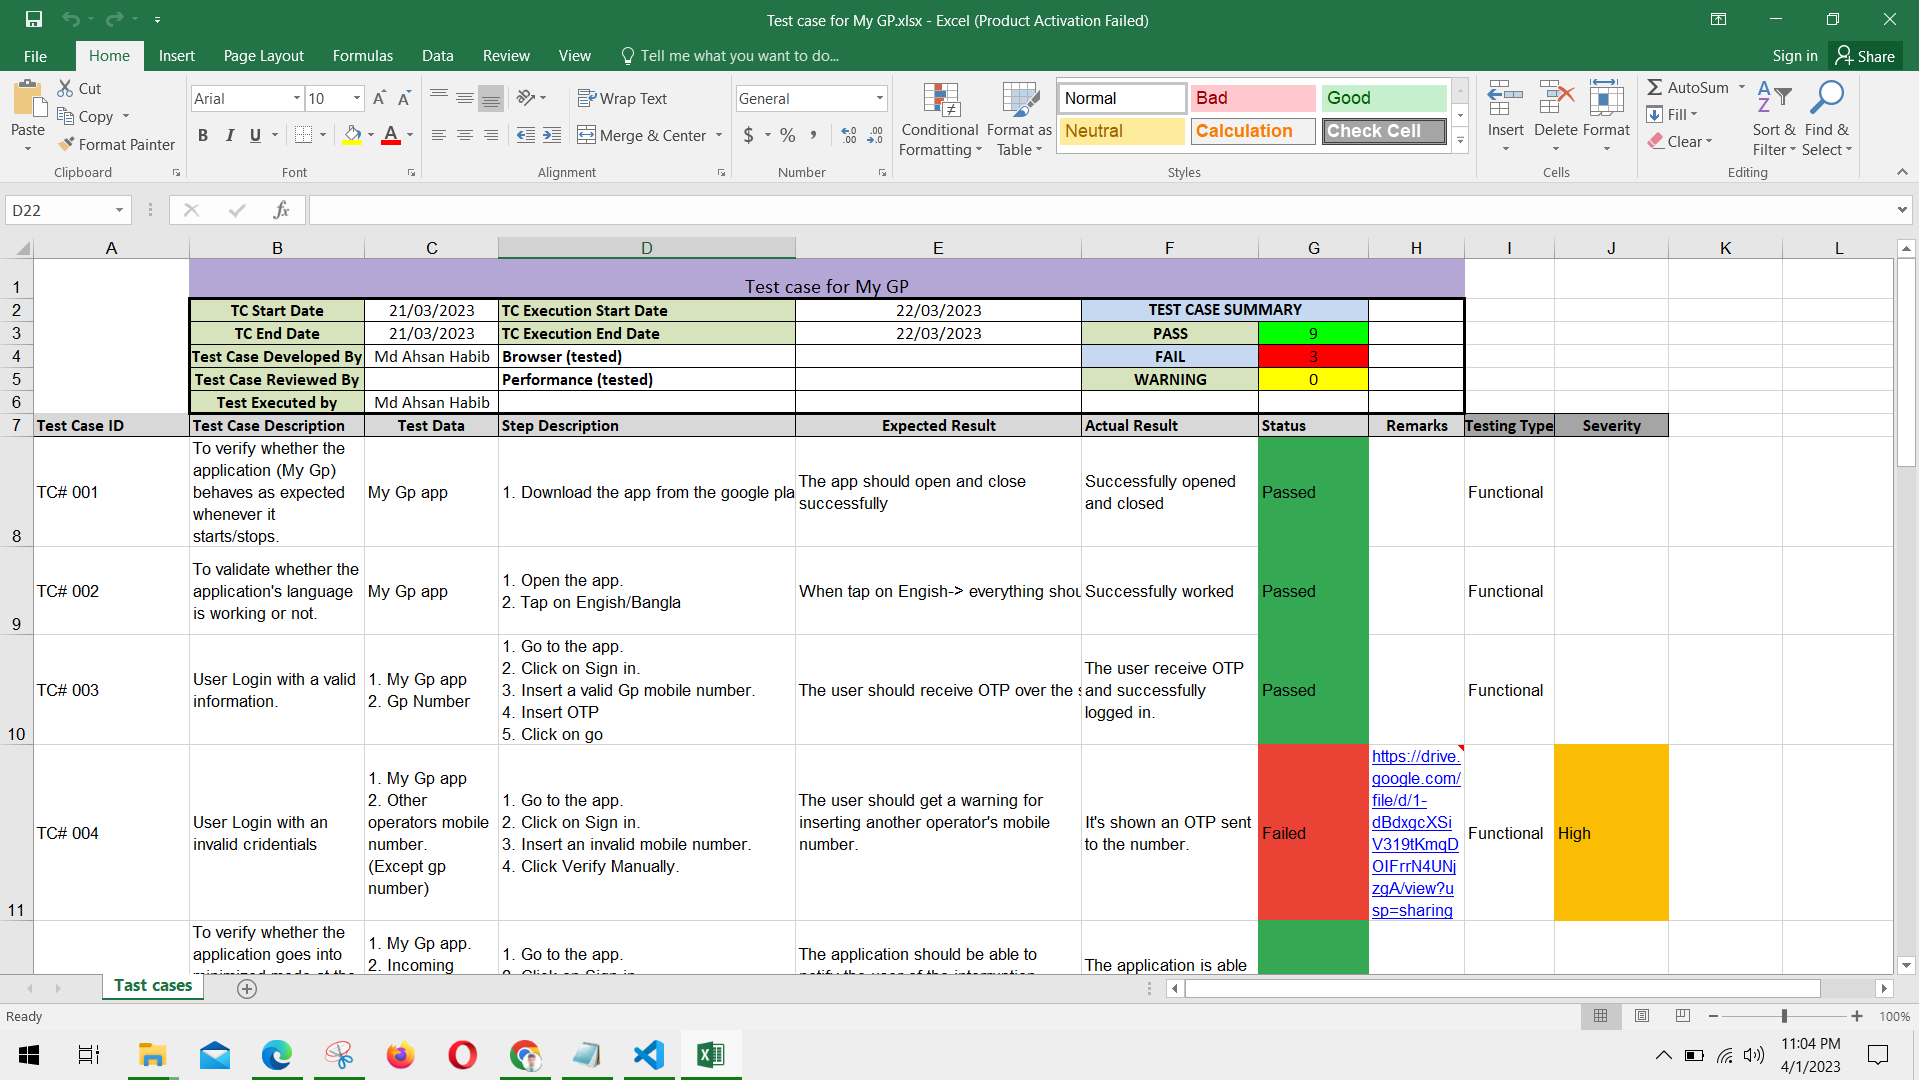 Test case for My GP.xlsx - Excel (Product Activation Failed)
File Home Insert Page Layout Formulas Data Review View Tell me what you want to do... Sign in Share
Paste Cut Copy Format Painter
Arial 10
Wrap Text Merge & Center
General
Conditional Formatting Format as Table
Normal Bad Good
Neutral Calculation Check Cell
Insert Delete Format
AutoSum Fill Clear
Sort & Filter Find & Select
Clipboard Font Alignment Number Styles Cells Editing
D22
A B C D E F G H I J K L
1 Test case for My GP
2 TC Start Date 21/03/2023 TC Execution Start Date 22/03/2023 TEST CASE SUMMARY
3 TC End Date 21/03/2023 TC Execution End Date 22/03/2023 PASS 9
4 Test Case Developed By Md Ahsan Habib Browser (tested) FAIL 3
5 Test Case Reviewed By Performance (tested) WARNING 0
6 Test Executed by Md Ahsan Habib
7 Test Case ID Test Case Description Test Data Step Description Expected Result Actual Result Status Remarks Testing Type Severity
8
TC# 001
To verify whether the
application (My Gp)
behaves as expected
whenever it
starts/stops.
My Gp app
1. Download the app from the google pla
The app should open and close
successfully
Successfully opened
and closed
Passed
Functional
9
TC# 002
To validate whether the
application's language
is working or not.
My Gp app
1. Open the app.
2. Tap on Engish/Bangla
When tap on Engish-> everything shou
Successfully worked
Passed
Functional
10
TC# 003
User Login with a valid
information.
1. My Gp app
2. Gp Number
1. Go to the app.
2. Click on Sign in.
3. Insert a valid Gp mobile number.
4. Insert OTP
5. Click on go
The user should receive OTP over the s
The user receive OTP
and successfully
logged in.
Passed
Functional
11
TC# 004
User Login with an
invalid cridentials
1. My Gp app
2. Other
operators mobile
number.
(Except gp
number)
1. Go to the app.
2. Click on Sign in.
3. Insert an invalid mobile number.
4. Click Verify Manually.
The user should get a warning for
inserting another operator's mobile
number.
It's shown an OTP sent
to the number.
Failed
https://drive.
google.com/
file/d/1-
dBdxgcXSi
V319tKmqD
OIFrrN4UNj
zgA/view?u
sp=sharing
Functional
High
To verify whether the
application goes into
1. My Gp app.
2. Incoming
1. Go to the app.
2. Click on Sign in
The application should be able to
notify the user of the interruption
The application is able
Tast cases
Ready
100%
11:04 PM
4/1/2023